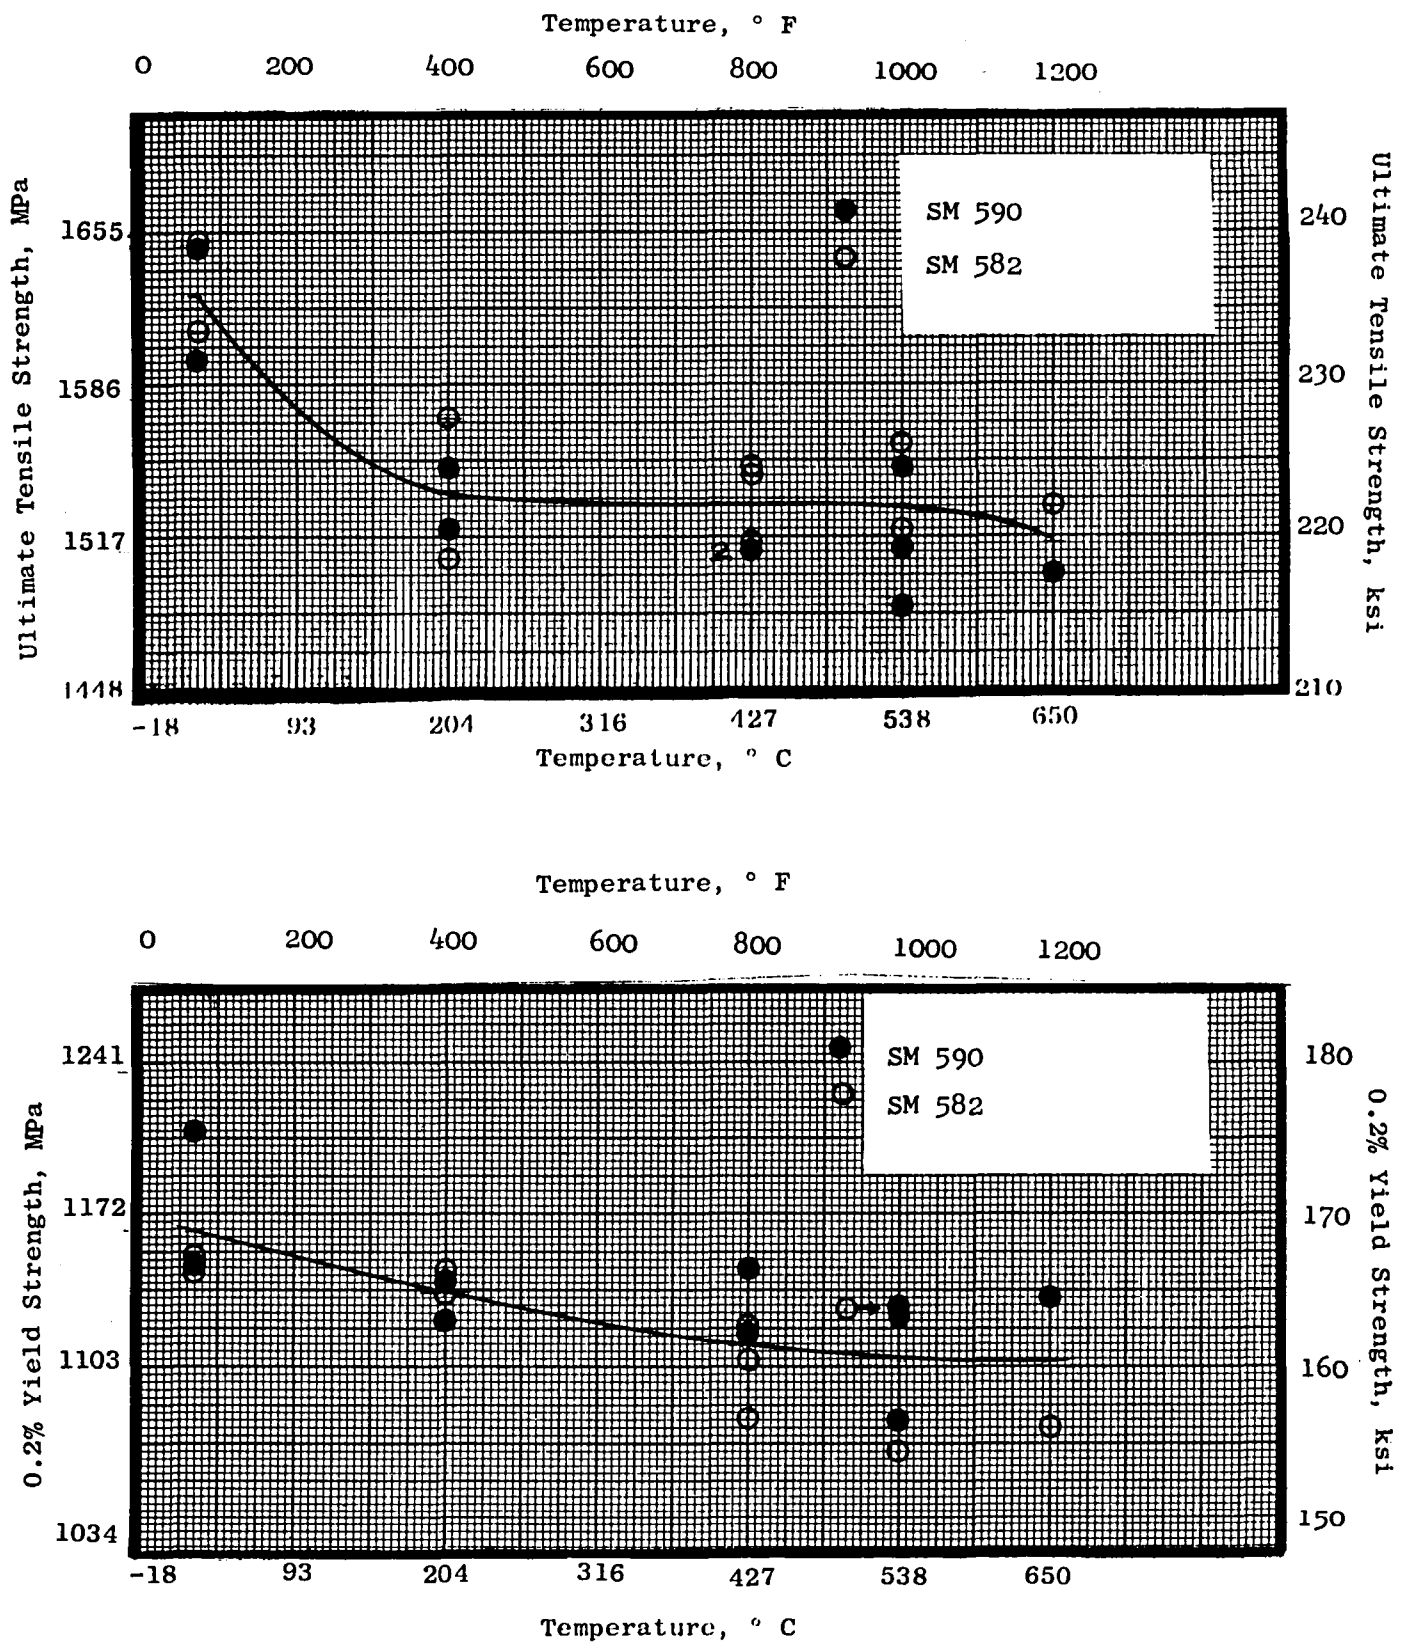 Temperature, ° F
0 200 400 600 800 1000 1200
Ultimate Tensile Strength, MPa
Ultimate Tensile Strength, ksi
SM 590
SM 582
1655
240
1586
230
1517
220
2
1448
210
-18 93 204 316 427 538 650
Temperature, ° C
Temperature, ° F
0 200 400 600 800 1000 1200
0.2% Yield Strength, MPa
0.2% Yield Strength, ksi
SM 590
SM 582
1241
180
1172
170
1103
160
1034
150
-18 93 204 316 427 538 650
Temperature, ° C